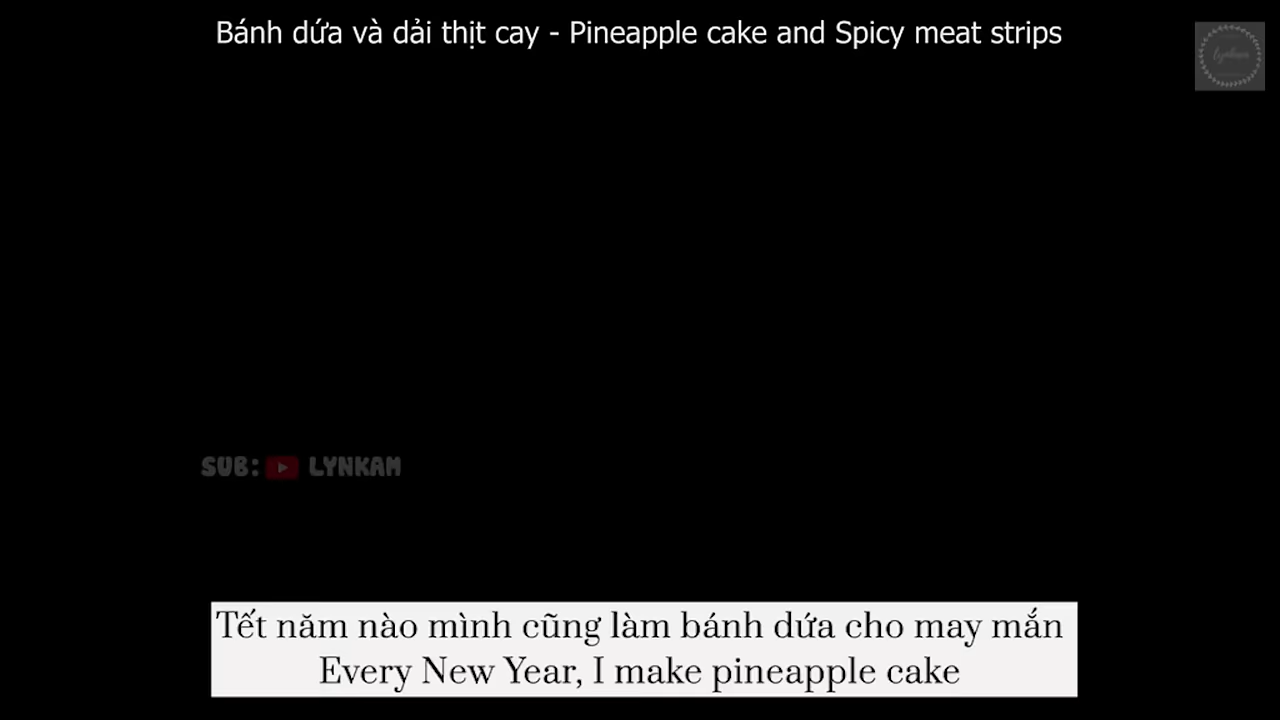 Bánh dứa và dải thịt cay - Pineapple cake and Spicy meat strips
SUB: LYNKAM
Tết năm nào mình cũng làm bánh dứa cho may mắn
Every New Year, I make pineapple cake